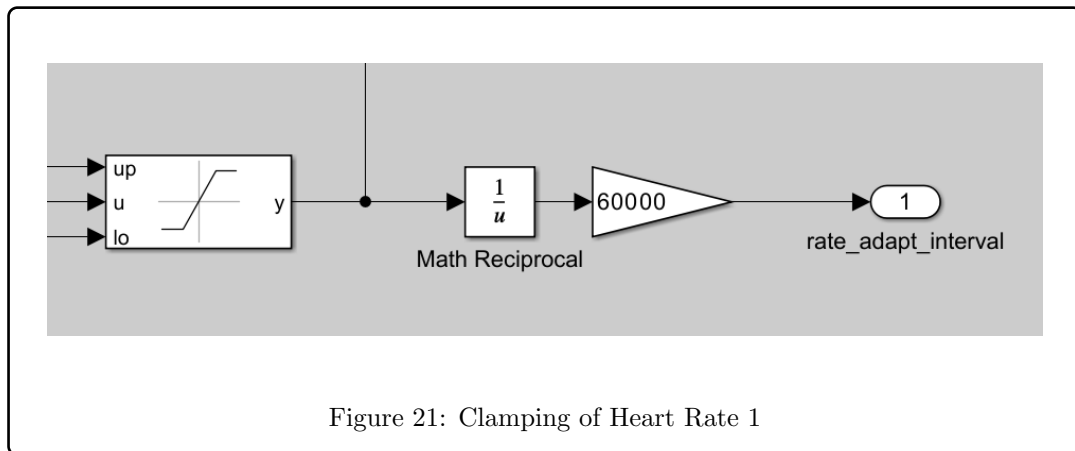 up
u
lo
y
1
u
Math Reciprocal
60000
1
rate_adapt_interval
Figure 21: Clamping of Heart Rate 1